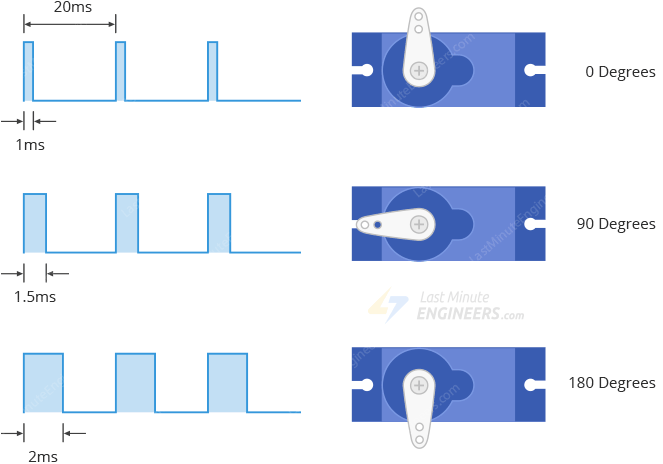 20ms
0 Degrees
1ms
90 Degrees
1.5ms
Last Minute
ENGINEERS.com
180 Degrees
2ms